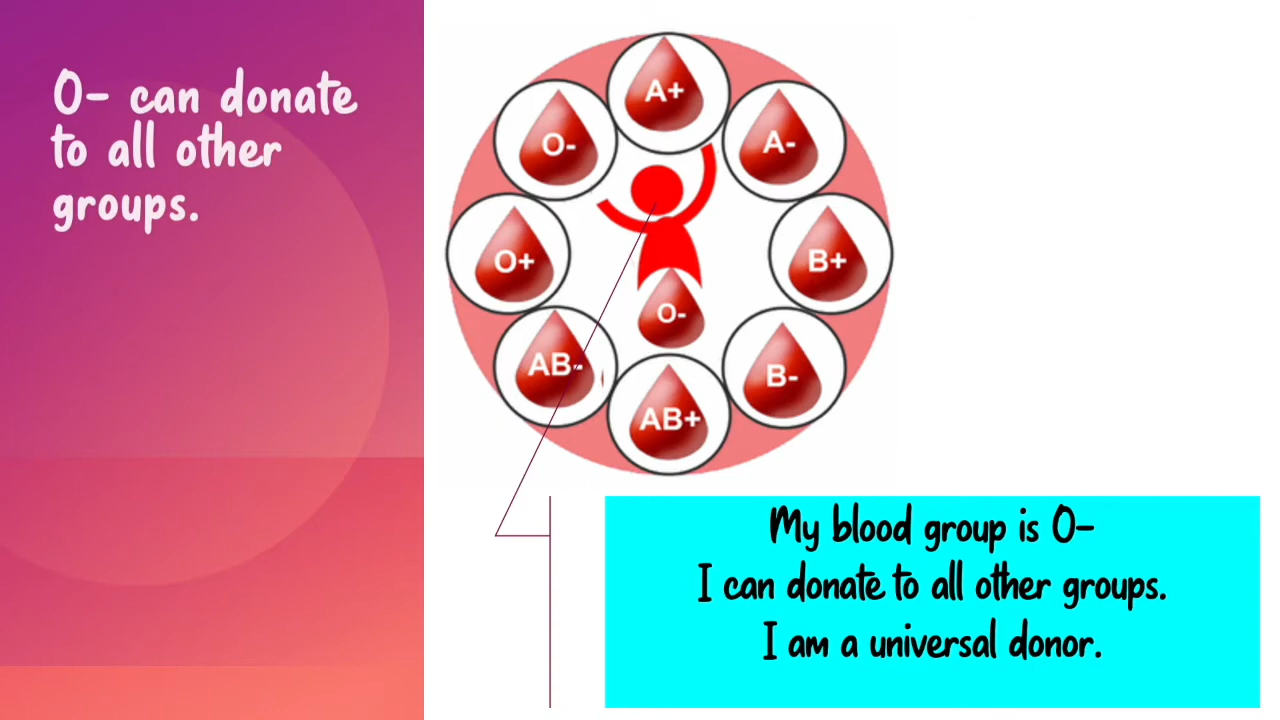 O- can donate
to all other
groups.
A+
O-
A-
O+
B+
O-
AB-
B-
AB+
My blood group is O-
I can donate to all other groups.
I am a universal donor.